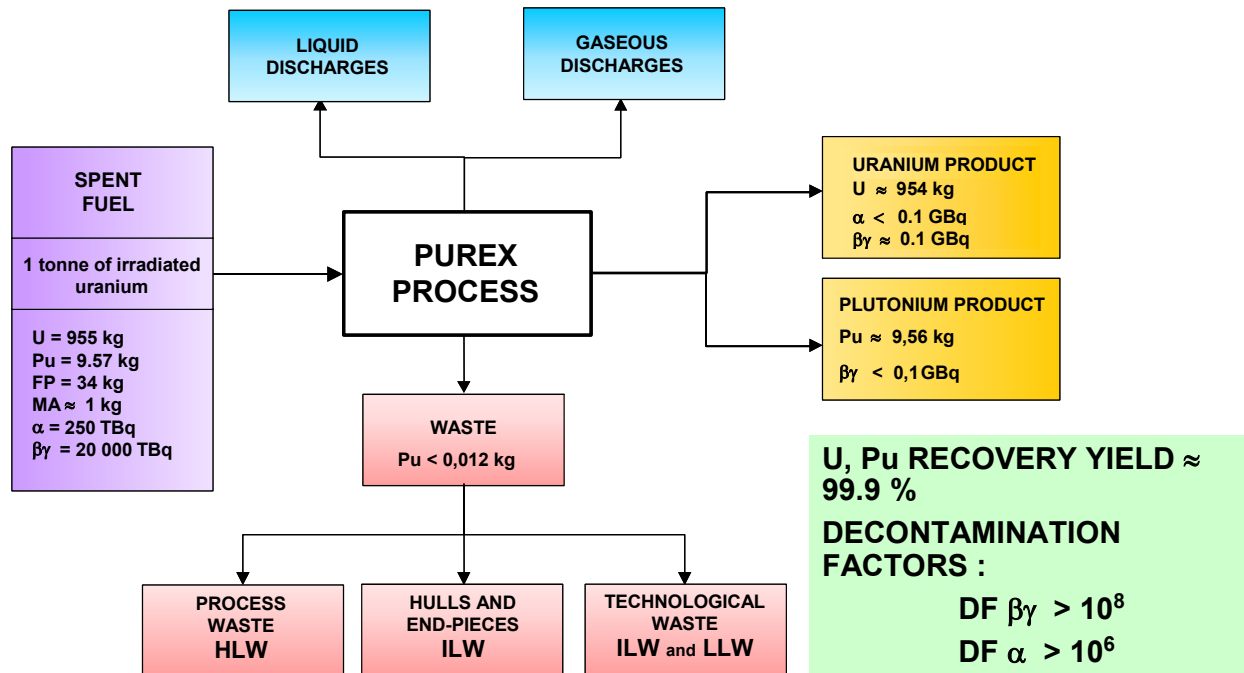 LIQUID
DISCHARGES
GASEOUS
DISCHARGES
SPENT
FUEL
1 tonne of irradiated
uranium
U = 955 kg
Pu = 9.57 kg
FP = 34 kg
MA ≈ 1 kg
α = 250 TBq
βγ = 20 000 TBq
PUREX
PROCESS
URANIUM PRODUCT
U ≈ 954 kg
α < 0.1 GBq
βγ ≈ 0.1 GBq
PLUTONIUM PRODUCT
Pu ≈ 9,56 kg
βγ < 0,1 GBq
WASTE
Pu < 0,012 kg
PROCESS
WASTE
HLW
HULLS AND
END-PIECES
ILW
TECHNOLOGICAL
WASTE
ILW and LLW
U, Pu RECOVERY YIELD ≈
99.9 %
DECONTAMINATION
FACTORS :
DF βγ > 10⁸
DF α > 10⁶